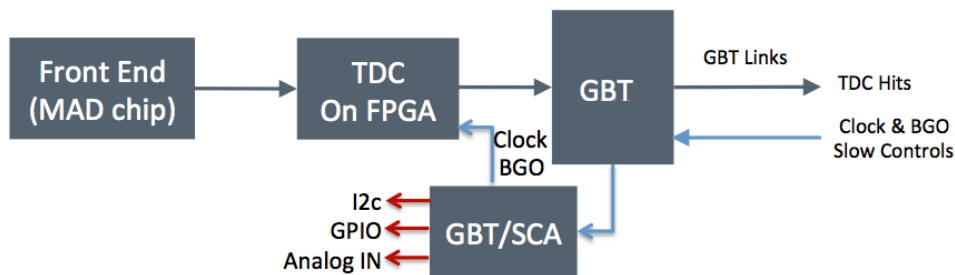 Front End
(MAD chip)
TDC
On FPGA
GBT
GBT Links
TDC Hits
Clock & BGO
Slow Controls
Clock
BGO
I2c
GPIO
Analog IN
GBT/SCA